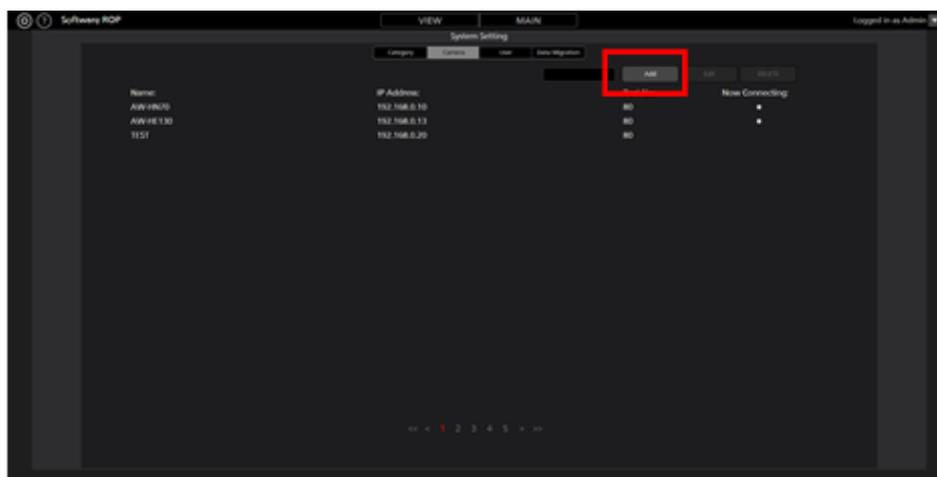 Software ROP VIEW MAIN Logged in as Admin
System Setting
Category Camera User Data Migration
Add Edit DELETE
Name: IP Address: Now Connecting:
AW-HN70 192.168.0.10 80
AW-HE130 192.168.0.13 80
TEST 192.168.0.20 80
<< < 1 2 3 4 5 > >>